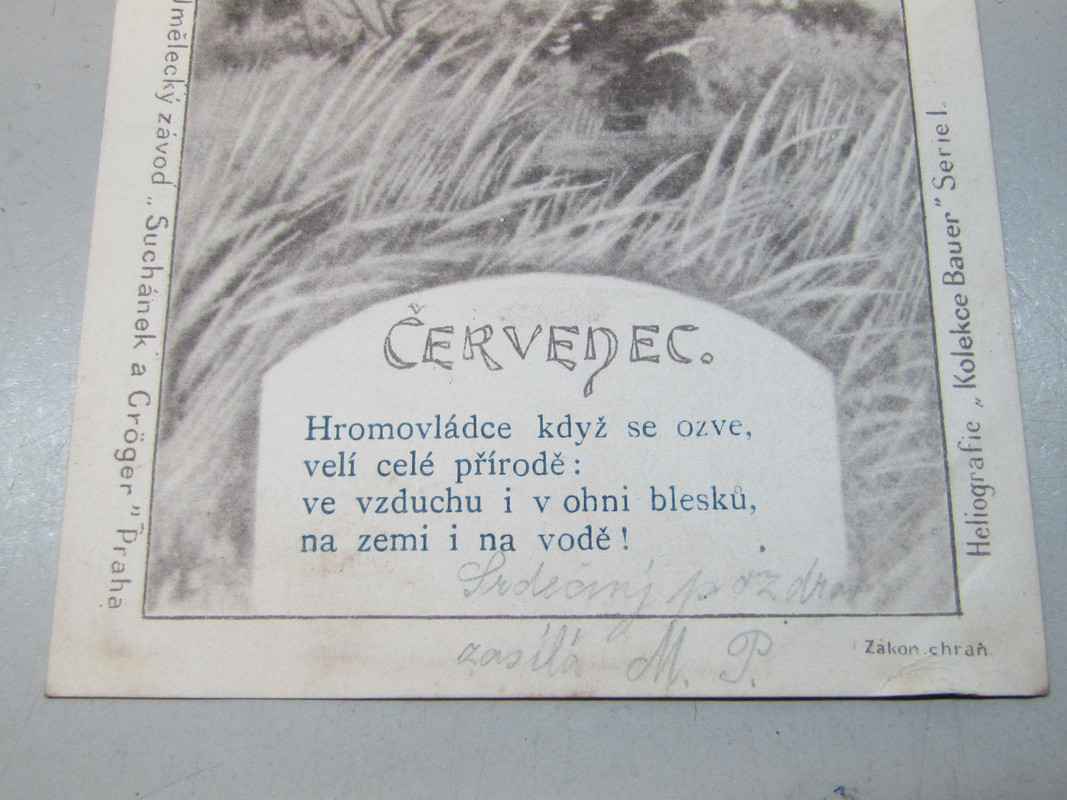 Umělecký závod „Suchánek a Gröger" Praha
ČERVENEC.
Hromovládce když se ozve,
velí celé přírodě:
ve vzduchu i v ohni blesků,
na zemi i na vodě!
Srdečný pozdrav
zasílá M. P.
Zákon. chráň
Heliografie „Kolekce Bauer" Serie I.